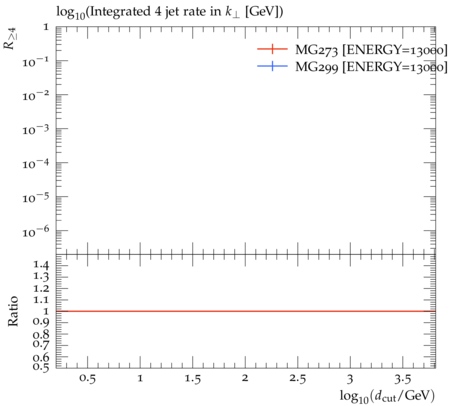 log₁₀(Integrated 4 jet rate in k⊥ [GeV])
R≥4
1
MG273 [ENERGY=13000]
MG299 [ENERGY=13000]
10⁻¹
10⁻²
10⁻³
10⁻⁴
10⁻⁵
10⁻⁶
Ratio
1.4
1.3
1.2
1.1
1
0.9
0.8
0.7
0.6
0.5
0.5 1 1.5 2 2.5 3 3.5
log₁₀(d_cut/GeV)